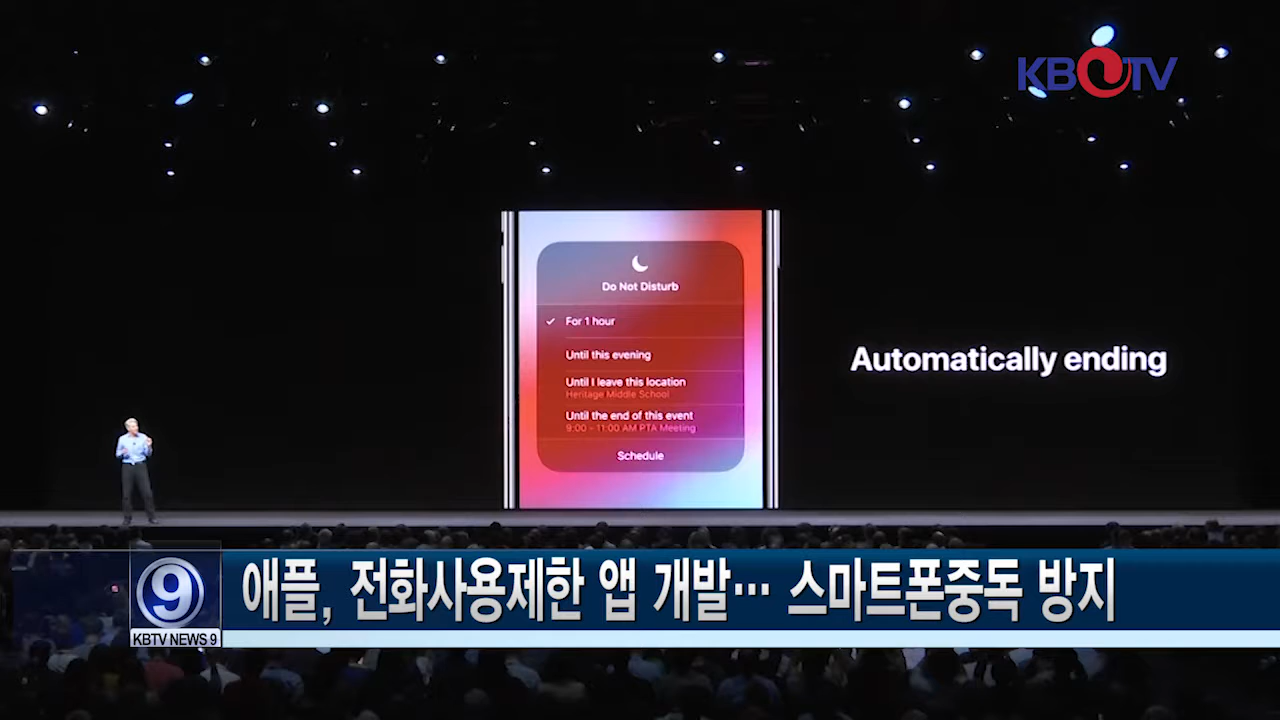 KBTV
Do Not Disturb
✓ For 1 hour
Until this evening
Until I leave this location
Heritage Middle School
Until the end of this event
9:00 - 11:00 AM PTA Meeting
Schedule
Automatically ending
9
KBTV NEWS 9
애플, 전화사용제한 앱 개발… 스마트폰중독 방지